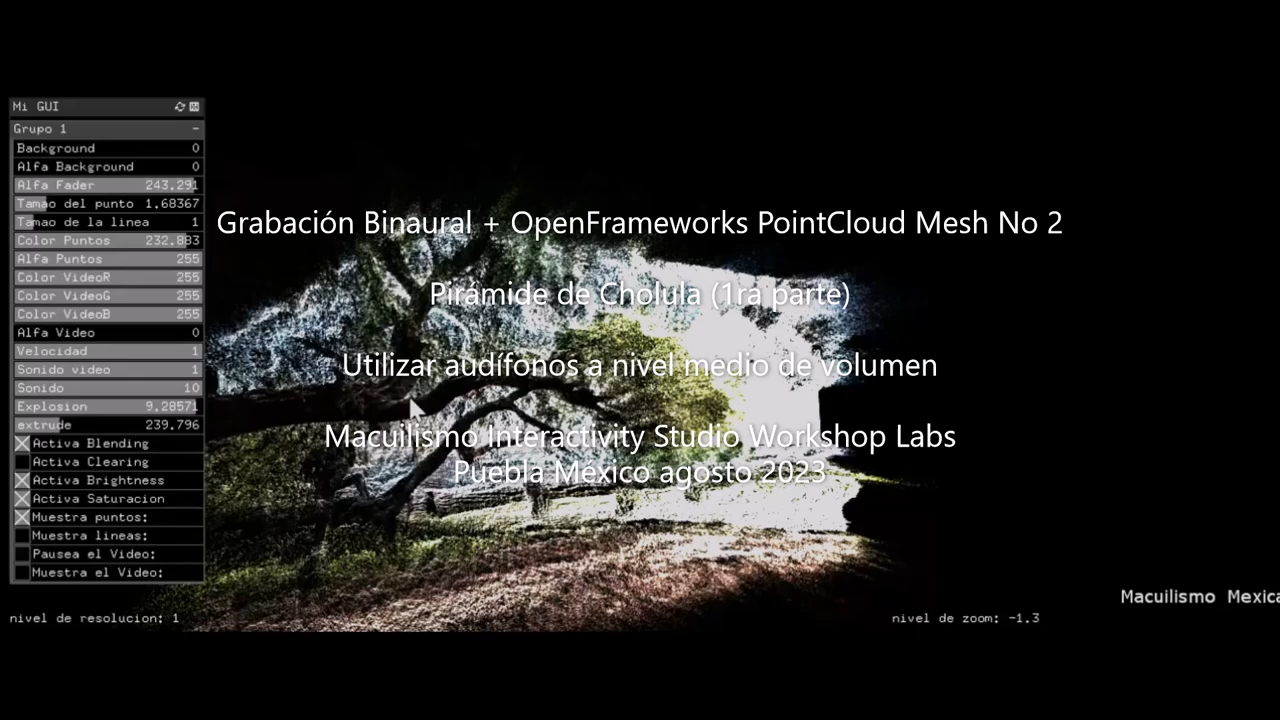 Mi GUI
Grupo 1 -
Background 0
Alfa Background 0
Alfa Fader 243.291
Tamao del punto 1.68367
Tamao de la linea 1
Color Puntos 232.883
Alfa Puntos 255
Color VideoR 255
Color VideoG 255
Color VideoB 255
Alfa Video 0
Velocidad 1
Sonido video 1
Sonido 10
Explosion 9.28571
extrude 239.796
Activa Blending
Activa Clearing
Activa Brightness
Activa Saturacion
Muestra puntos:
Muestra lineas:
Pausea el Video:
Muestra el Video:
nivel de resolucion: 1
Grabación Binaural + OpenFrameworks PointCloud Mesh No 2
Pirámide de Cholula (1ra parte)
Utilizar audífonos a nivel medio de volumen
Macuilismo Interactivity Studio Workshop Labs
Puebla México agosto 2023
Macuilismo Mexica
nivel de zoom: -1.3